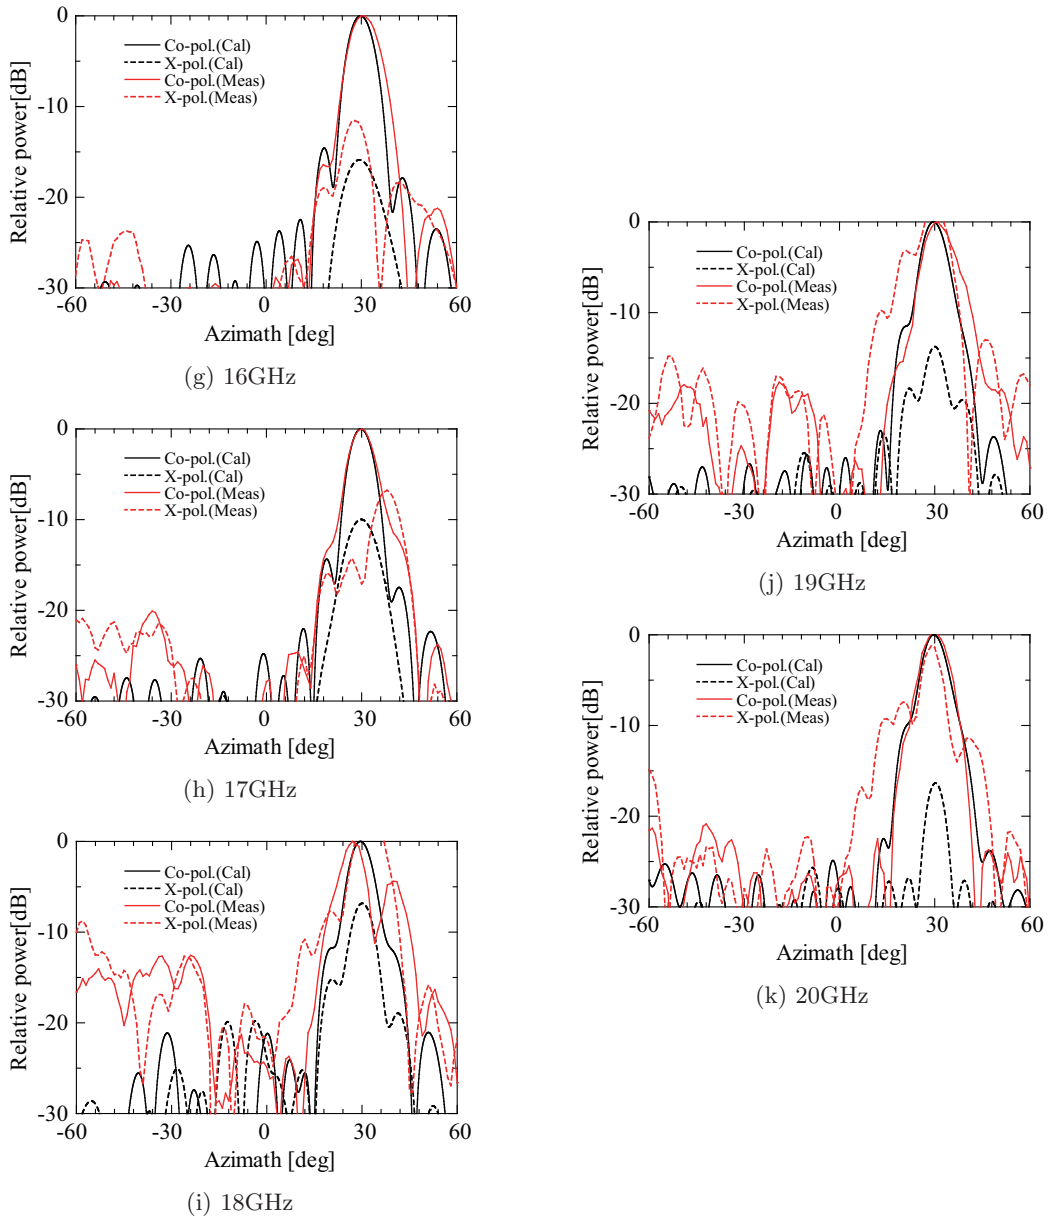 0
-10
-20
-30
Relative power[dB]
Co-pol.(Cal)
X-pol.(Cal)
Co-pol.(Meas)
X-pol.(Meas)
-60 -30 0 30 60
Azimath [deg]
(g) 16GHz
0
-10
-20
-30
Relative power[dB]
Co-pol.(Cal)
X-pol.(Cal)
Co-pol.(Meas)
X-pol.(Meas)
-60 -30 0 30 60
Azimath [deg]
(h) 17GHz
0
-10
-20
-30
Relative power[dB]
Co-pol.(Cal)
X-pol.(Cal)
Co-pol.(Meas)
X-pol.(Meas)
-60 -30 0 30 60
Azimath [deg]
(i) 18GHz
0
-10
-20
-30
Relative power[dB]
Co-pol.(Cal)
X-pol.(Cal)
Co-pol.(Meas)
X-pol.(Meas)
-60 -30 0 30 60
Azimath [deg]
(j) 19GHz
0
-10
-20
-30
Relative power[dB]
Co-pol.(Cal)
X-pol.(Cal)
Co-pol.(Meas)
X-pol.(Meas)
-60 -30 0 30 60
Azimath [deg]
(k) 20GHz